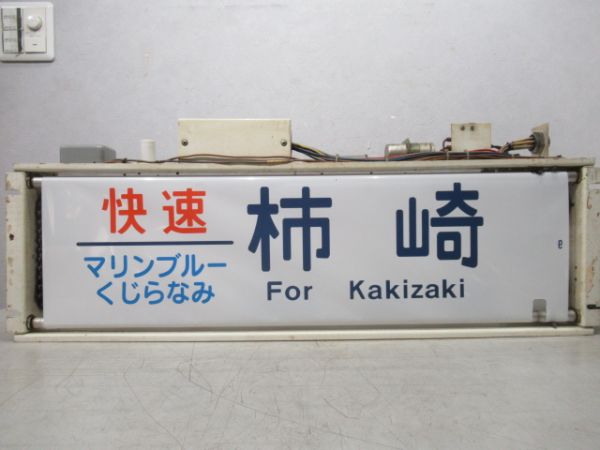 快速
マリンブルー
くじらなみ
柿崎
For Kakizaki
e